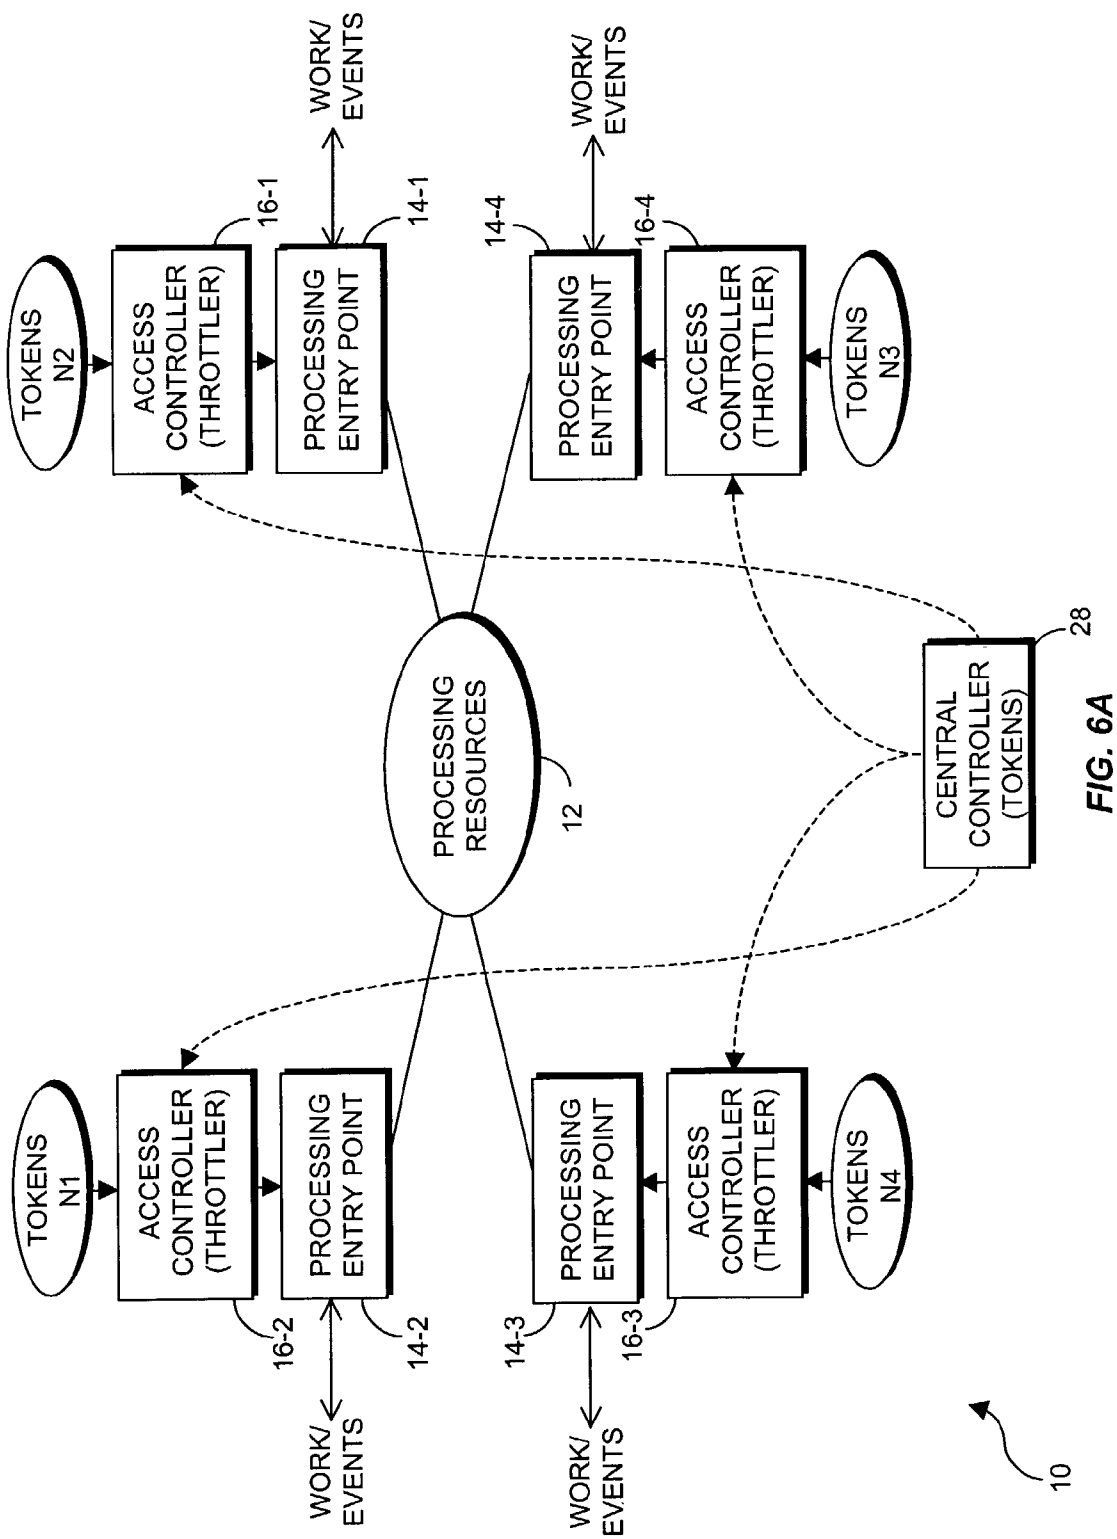 TOKENS
N1
ACCESS
CONTROLLER
(THROTTLER)
16-2
PROCESSING
ENTRY POINT
14-2
WORK/
EVENTS
TOKENS
N2
ACCESS
CONTROLLER
(THROTTLER)
16-1
PROCESSING
ENTRY POINT
14-1
WORK/
EVENTS
PROCESSING
RESOURCES
12
14-3
PROCESSING
ENTRY POINT
WORK/
EVENTS
16-3
ACCESS
CONTROLLER
(THROTTLER)
TOKENS
N4
14-4
PROCESSING
ENTRY POINT
WORK/
EVENTS
16-4
ACCESS
CONTROLLER
(THROTTLER)
TOKENS
N3
CENTRAL
CONTROLLER
(TOKENS)
28
10
FIG. 6A